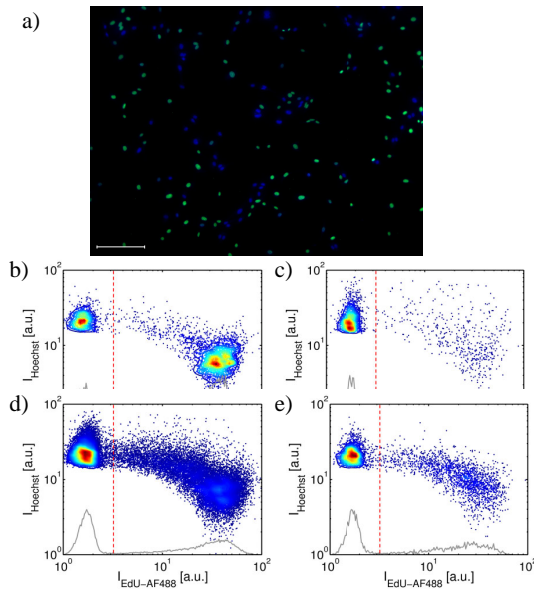 a)
b)
c)
10²
10¹
I_Hoechst [a.u.]
10²
10¹
I_Hoechst [a.u.]
d)
e)
10²
10¹
10⁰
I_Hoechst [a.u.]
10⁰
10¹
10²
I_EdU−AF488 [a.u.]
10²
10¹
10⁰
I_Hoechst [a.u.]
10⁰
10¹
10²
I_EdU−AF488 [a.u.]